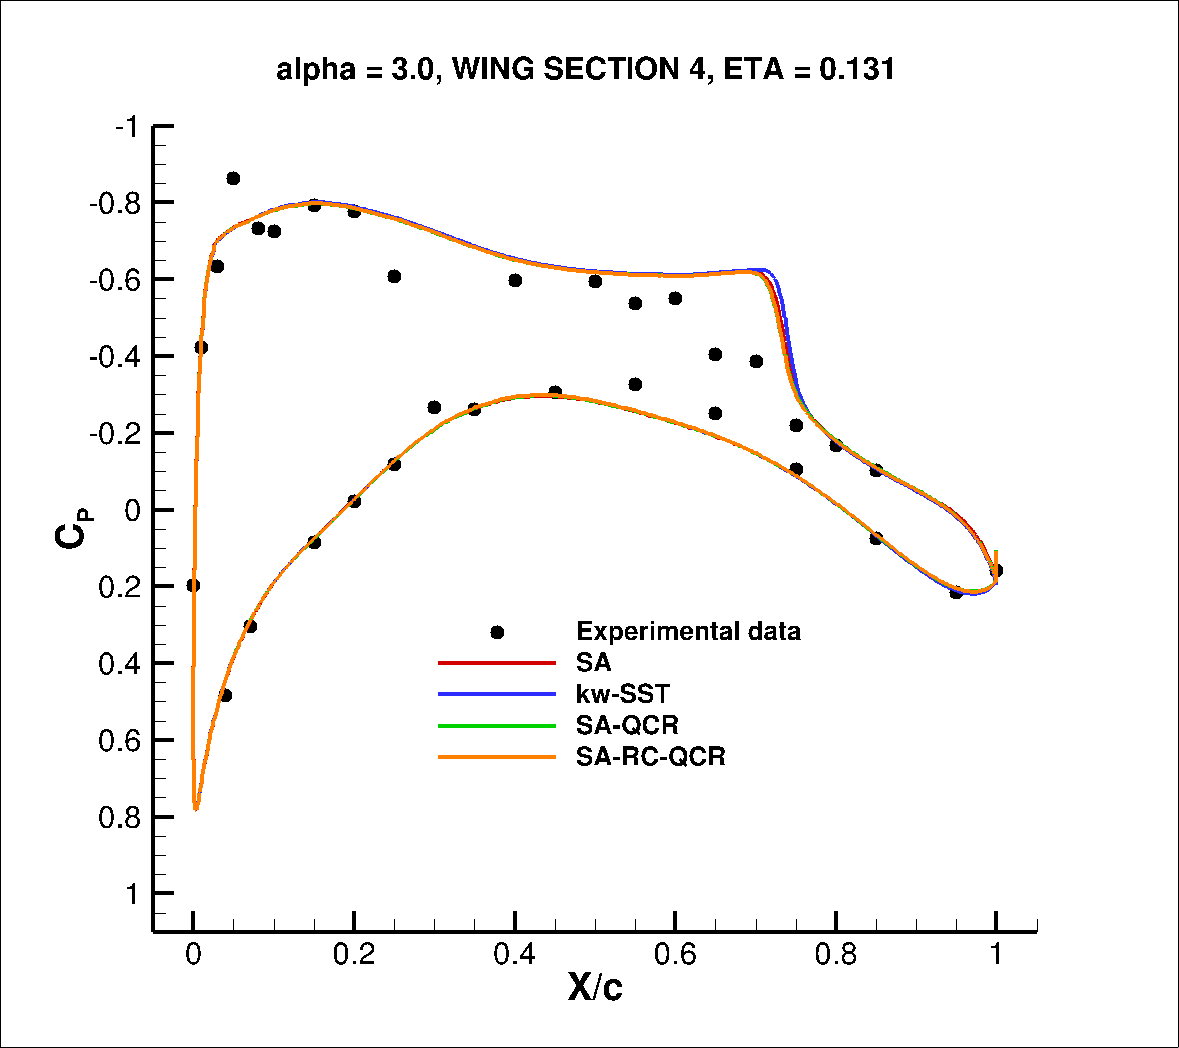 alpha = 3.0, WING SECTION 4, ETA = 0.131
-1
-0.8
-0.6
-0.4
-0.2
0
0.2
0.4
0.6
0.8
1
CP
Experimental data
SA
kw-SST
SA-QCR
SA-RC-QCR
0 0.2 0.4 0.6 0.8 1
X/c